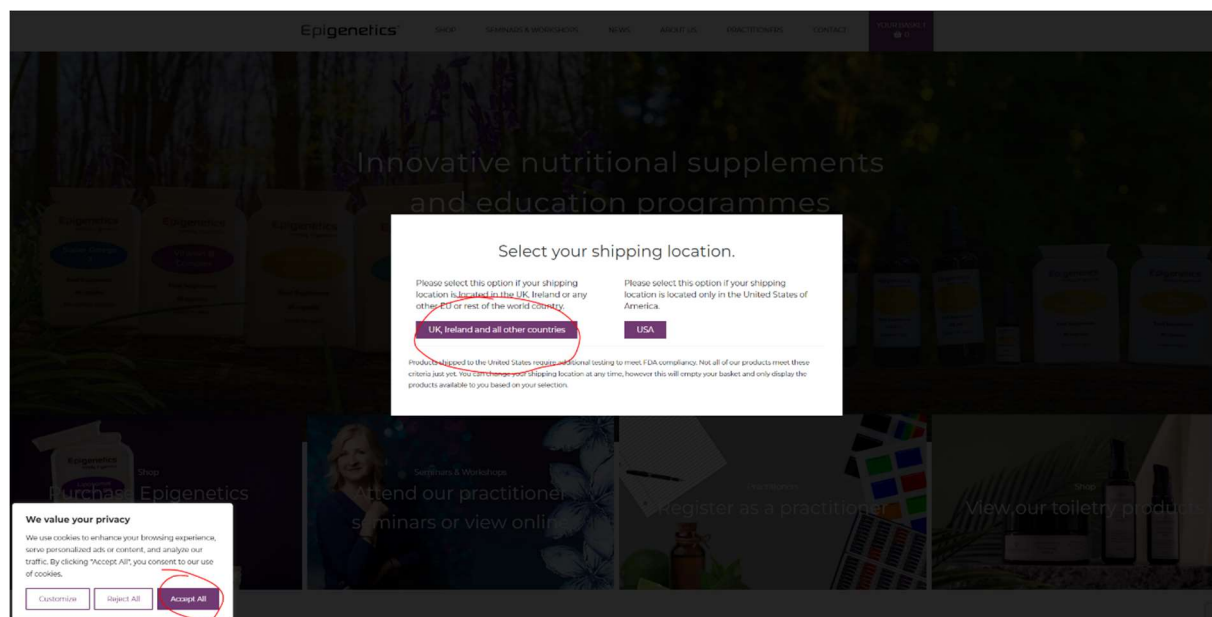 Epigenetics
SHOP
SEMINARS & WORKSHOPS
NEWS
ABOUT US
PRACTITIONERS
CONTACT
YOUR BASKET
0
Innovative nutritional supplements
and education programmes
Select your shipping location.
Please select this option if your shipping
location is located in the UK, Ireland or any
other EU or rest of the world country.
UK, Ireland and all other countries
Please select this option if your shipping
location is located only in the United States of
America.
USA
Products shipped to the United States require additional testing to meet FDA compliancy. Not all of our products meet these
criteria just yet. You can change your shipping location at any time, however this will empty your basket and only display the
products available to you based on your selection.
Shop
Purchase Epigenetics
Seminars & Workshops
Attend our practitioner
seminars or view online
Practitioners
Register as a practitioner
Shop
View our toiletry products
We value your privacy
We use cookies to enhance your browsing experience,
serve personalized ads or content, and analyze our
traffic. By clicking "Accept All", you consent to our use
of cookies.
Customize
Reject All
Accept All